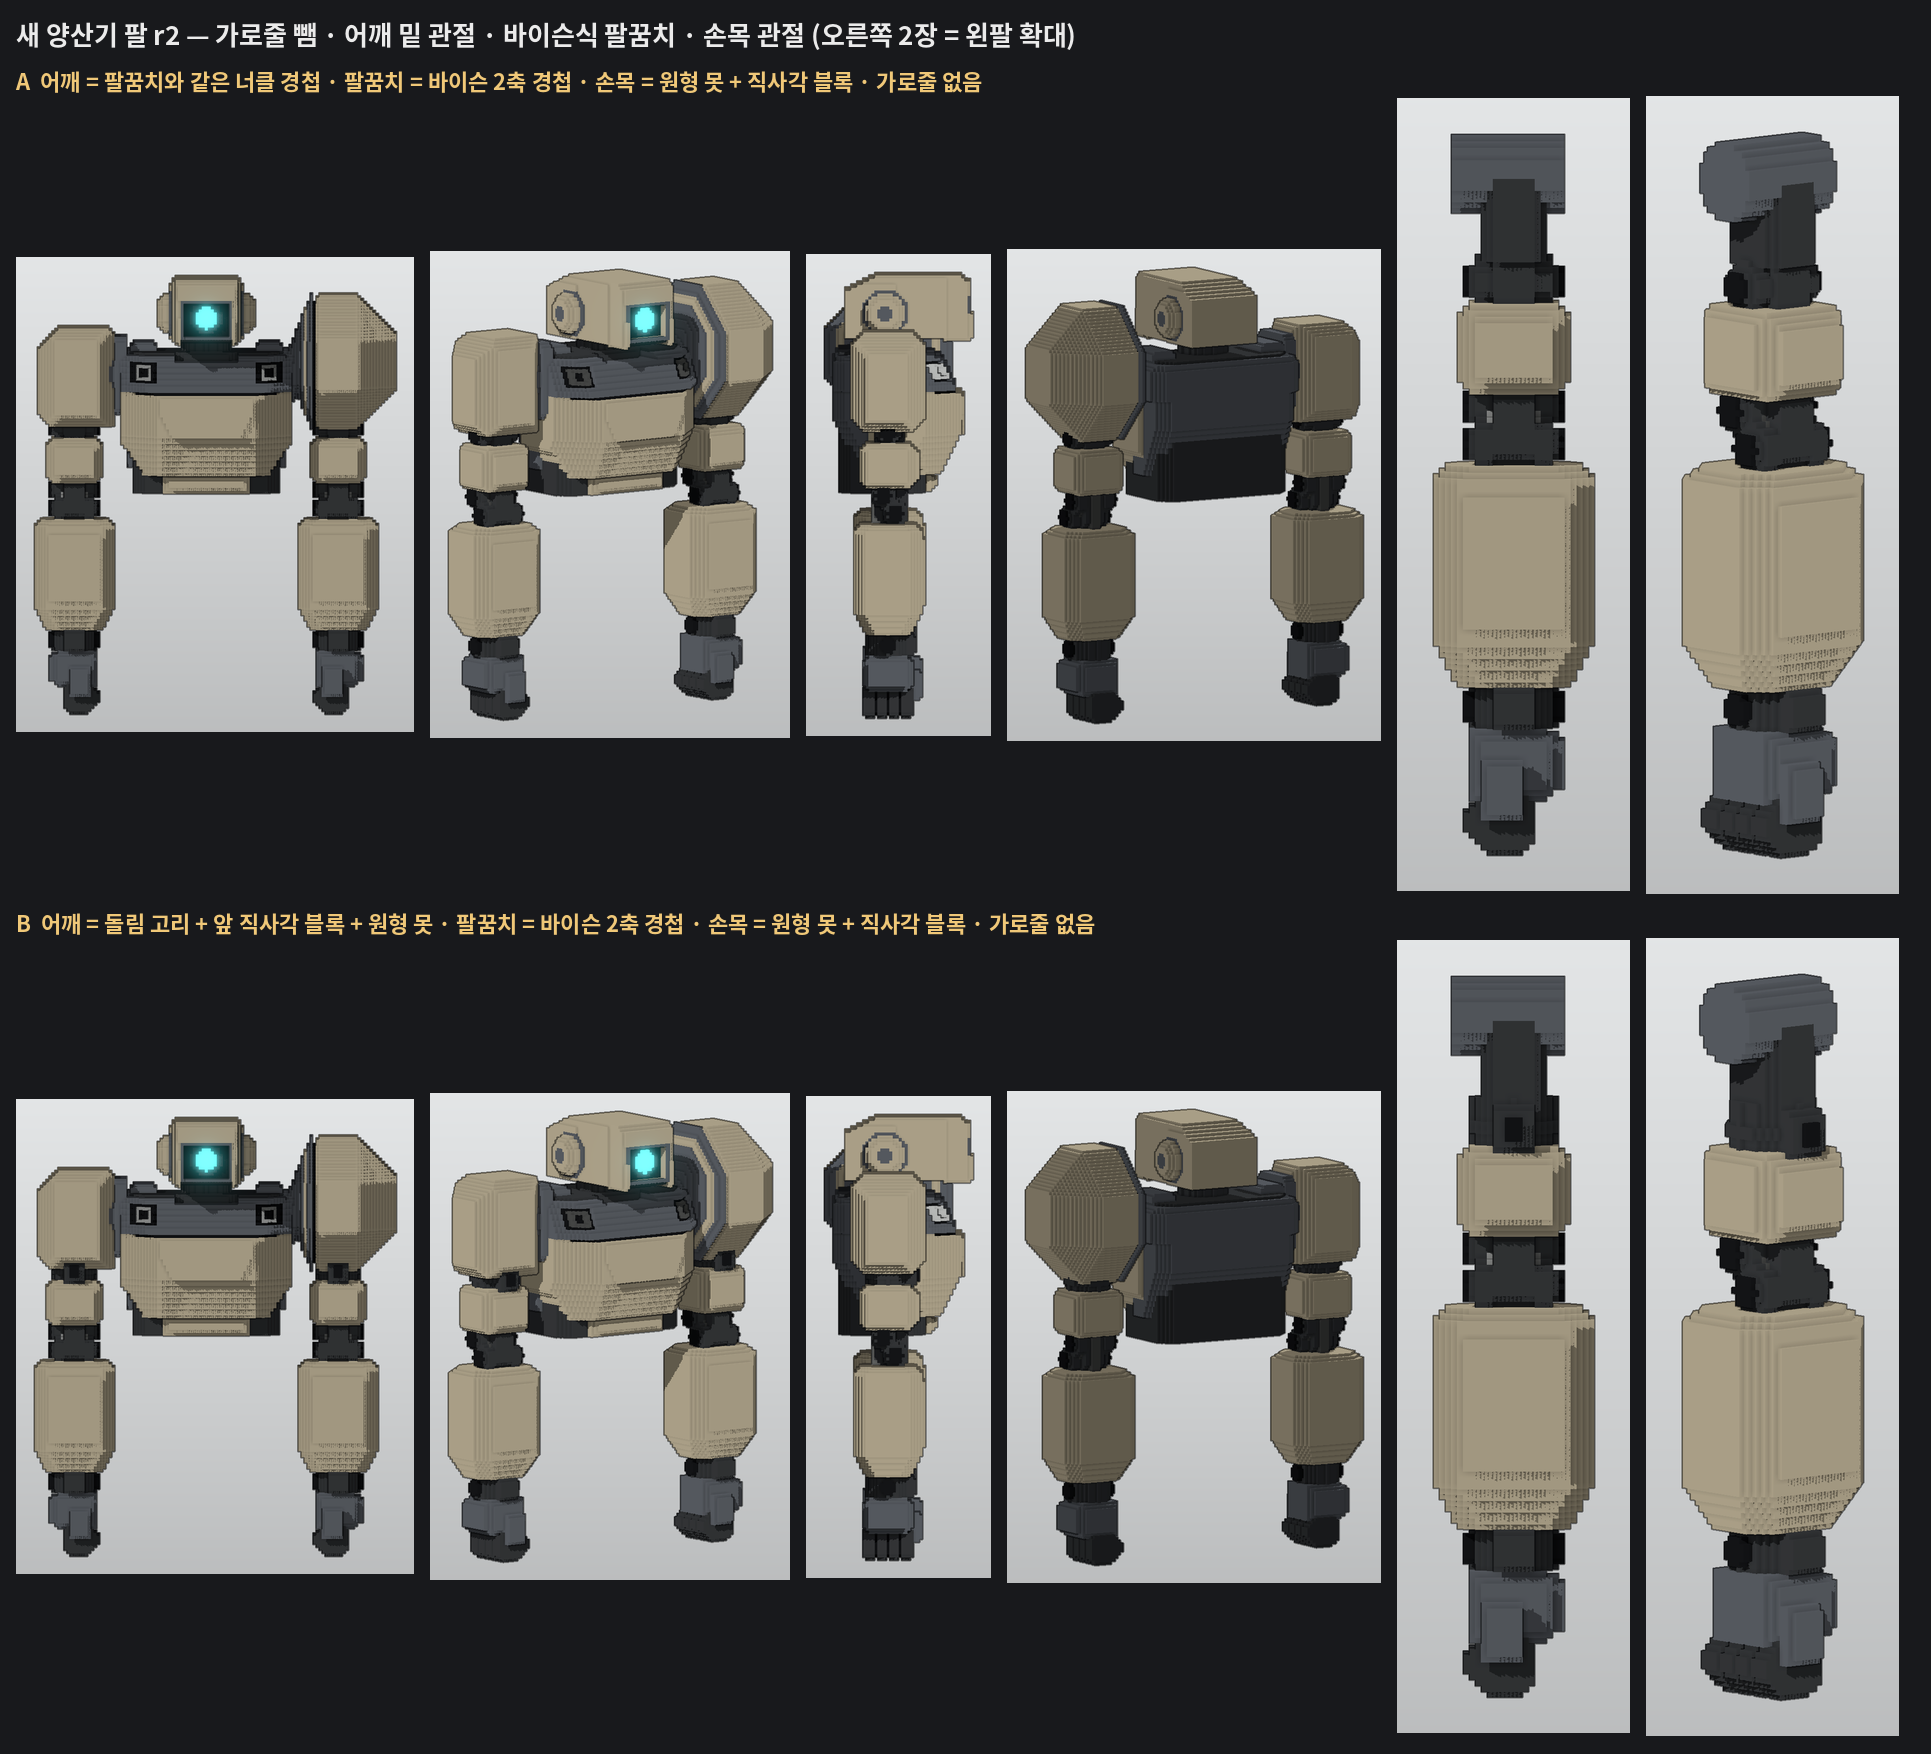 새 양산기 팔 r2 — 가로줄 뺌 · 어깨 밑 관절 · 바이슨식 팔꿈치 · 손목 관절 (오른쪽 2장 = 왼팔 확대)
A 어깨 = 팔꿈치와 같은 너클 경첩 · 팔꿈치 = 바이슨 2축 경첩 · 손목 = 원형 못 + 직사각 블록 · 가로줄 없음
B 어깨 = 돌림 고리 + 앞 직사각 블록 + 원형 못 · 팔꿈치 = 바이슨 2축 경첩 · 손목 = 원형 못 + 직사각 블록 · 가로줄 없음